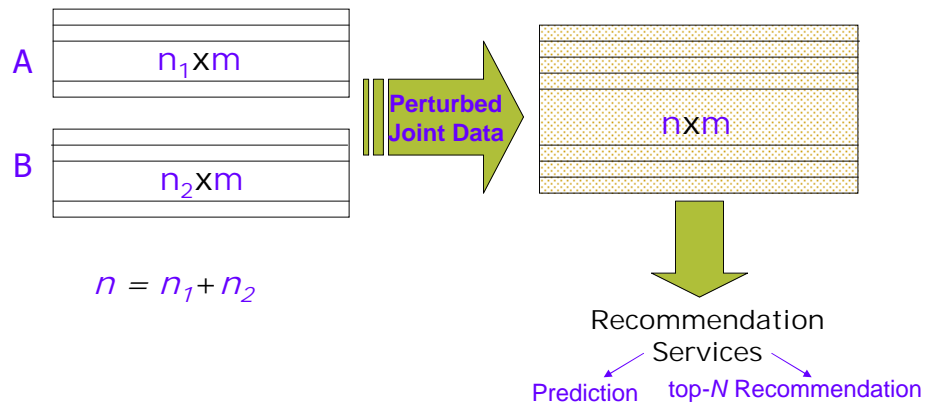 A
n₁xm
B
n₂xm
n = n₁+n₂
Perturbed
Joint Data
nxm
Recommendation
Services
Prediction
top-N Recommendation